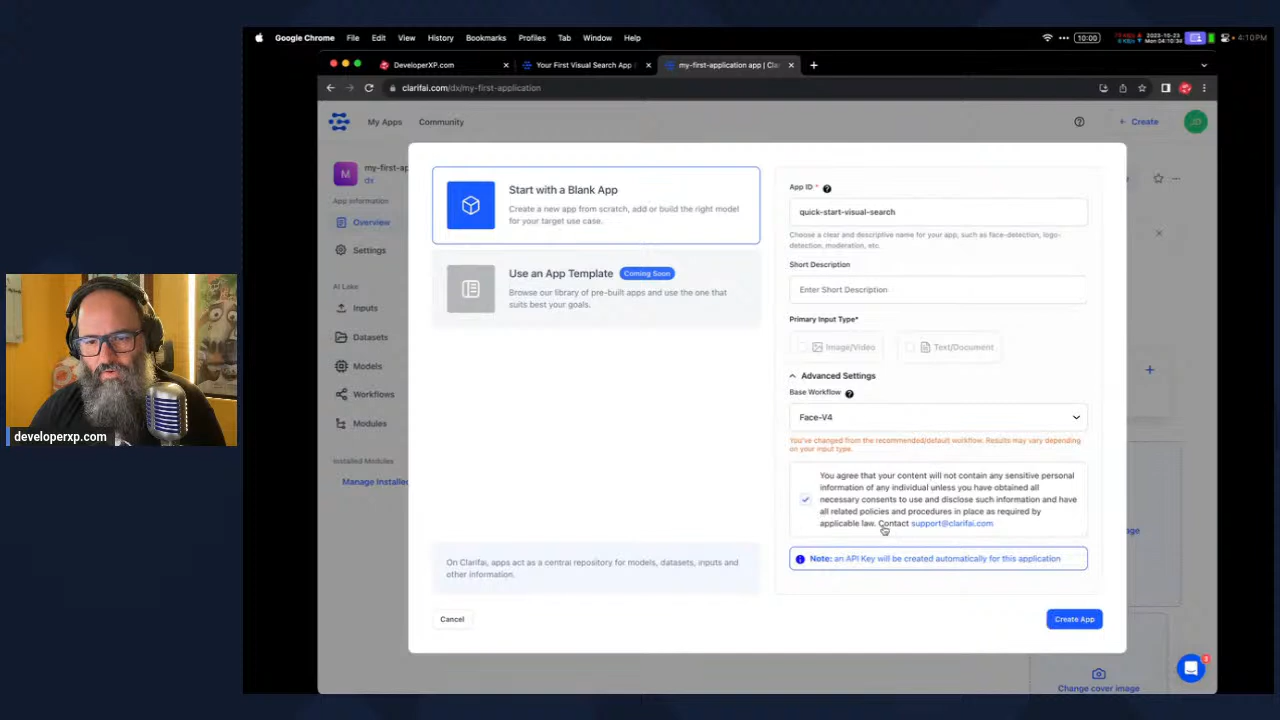 Google Chrome File Edit View History Bookmarks Profiles Tab Window Help
10:00
4:10PM
DeveloperXP.com
Your First Visual Search App
my-first-application app | Cla
clarifai.com/dx/my-first-application
My Apps Community
Create
JD
M
my-first-ap
dx
App Information
Overview
Settings
AI Lake
Inputs
Datasets
Models
Workflows
Modules
Installed Modules
Manage Installed
Start with a Blank App
Create a new app from scratch, add or build the right model
for your target use case.
Use an App Template Coming Soon
Browse our library of pre-built apps and use the one that
suits best your goals.
On Clarifai, apps act as a central repository for models, datasets, inputs and
other information.
Cancel
App ID *
quick-start-visual-search
Choose a clear and descriptive name for your app, such as face-detection, logo-
detection, moderation, etc.
Short Description
Enter Short Description
Primary Input Type*
Image/Video Text/Document
Advanced Settings
Base Workflow
Face-V4
You've changed from the recommended/default workflow. Results may vary depending
on your input type.
You agree that your content will not contain any sensitive personal
information of any individual unless you have obtained all
necessary consents to use and disclose such information and have
all related policies and procedures in place as required by
applicable law. Contact support@clarifai.com
Note: an API Key will be created automatically for this application
Create App
Change cover image
developerxp.com